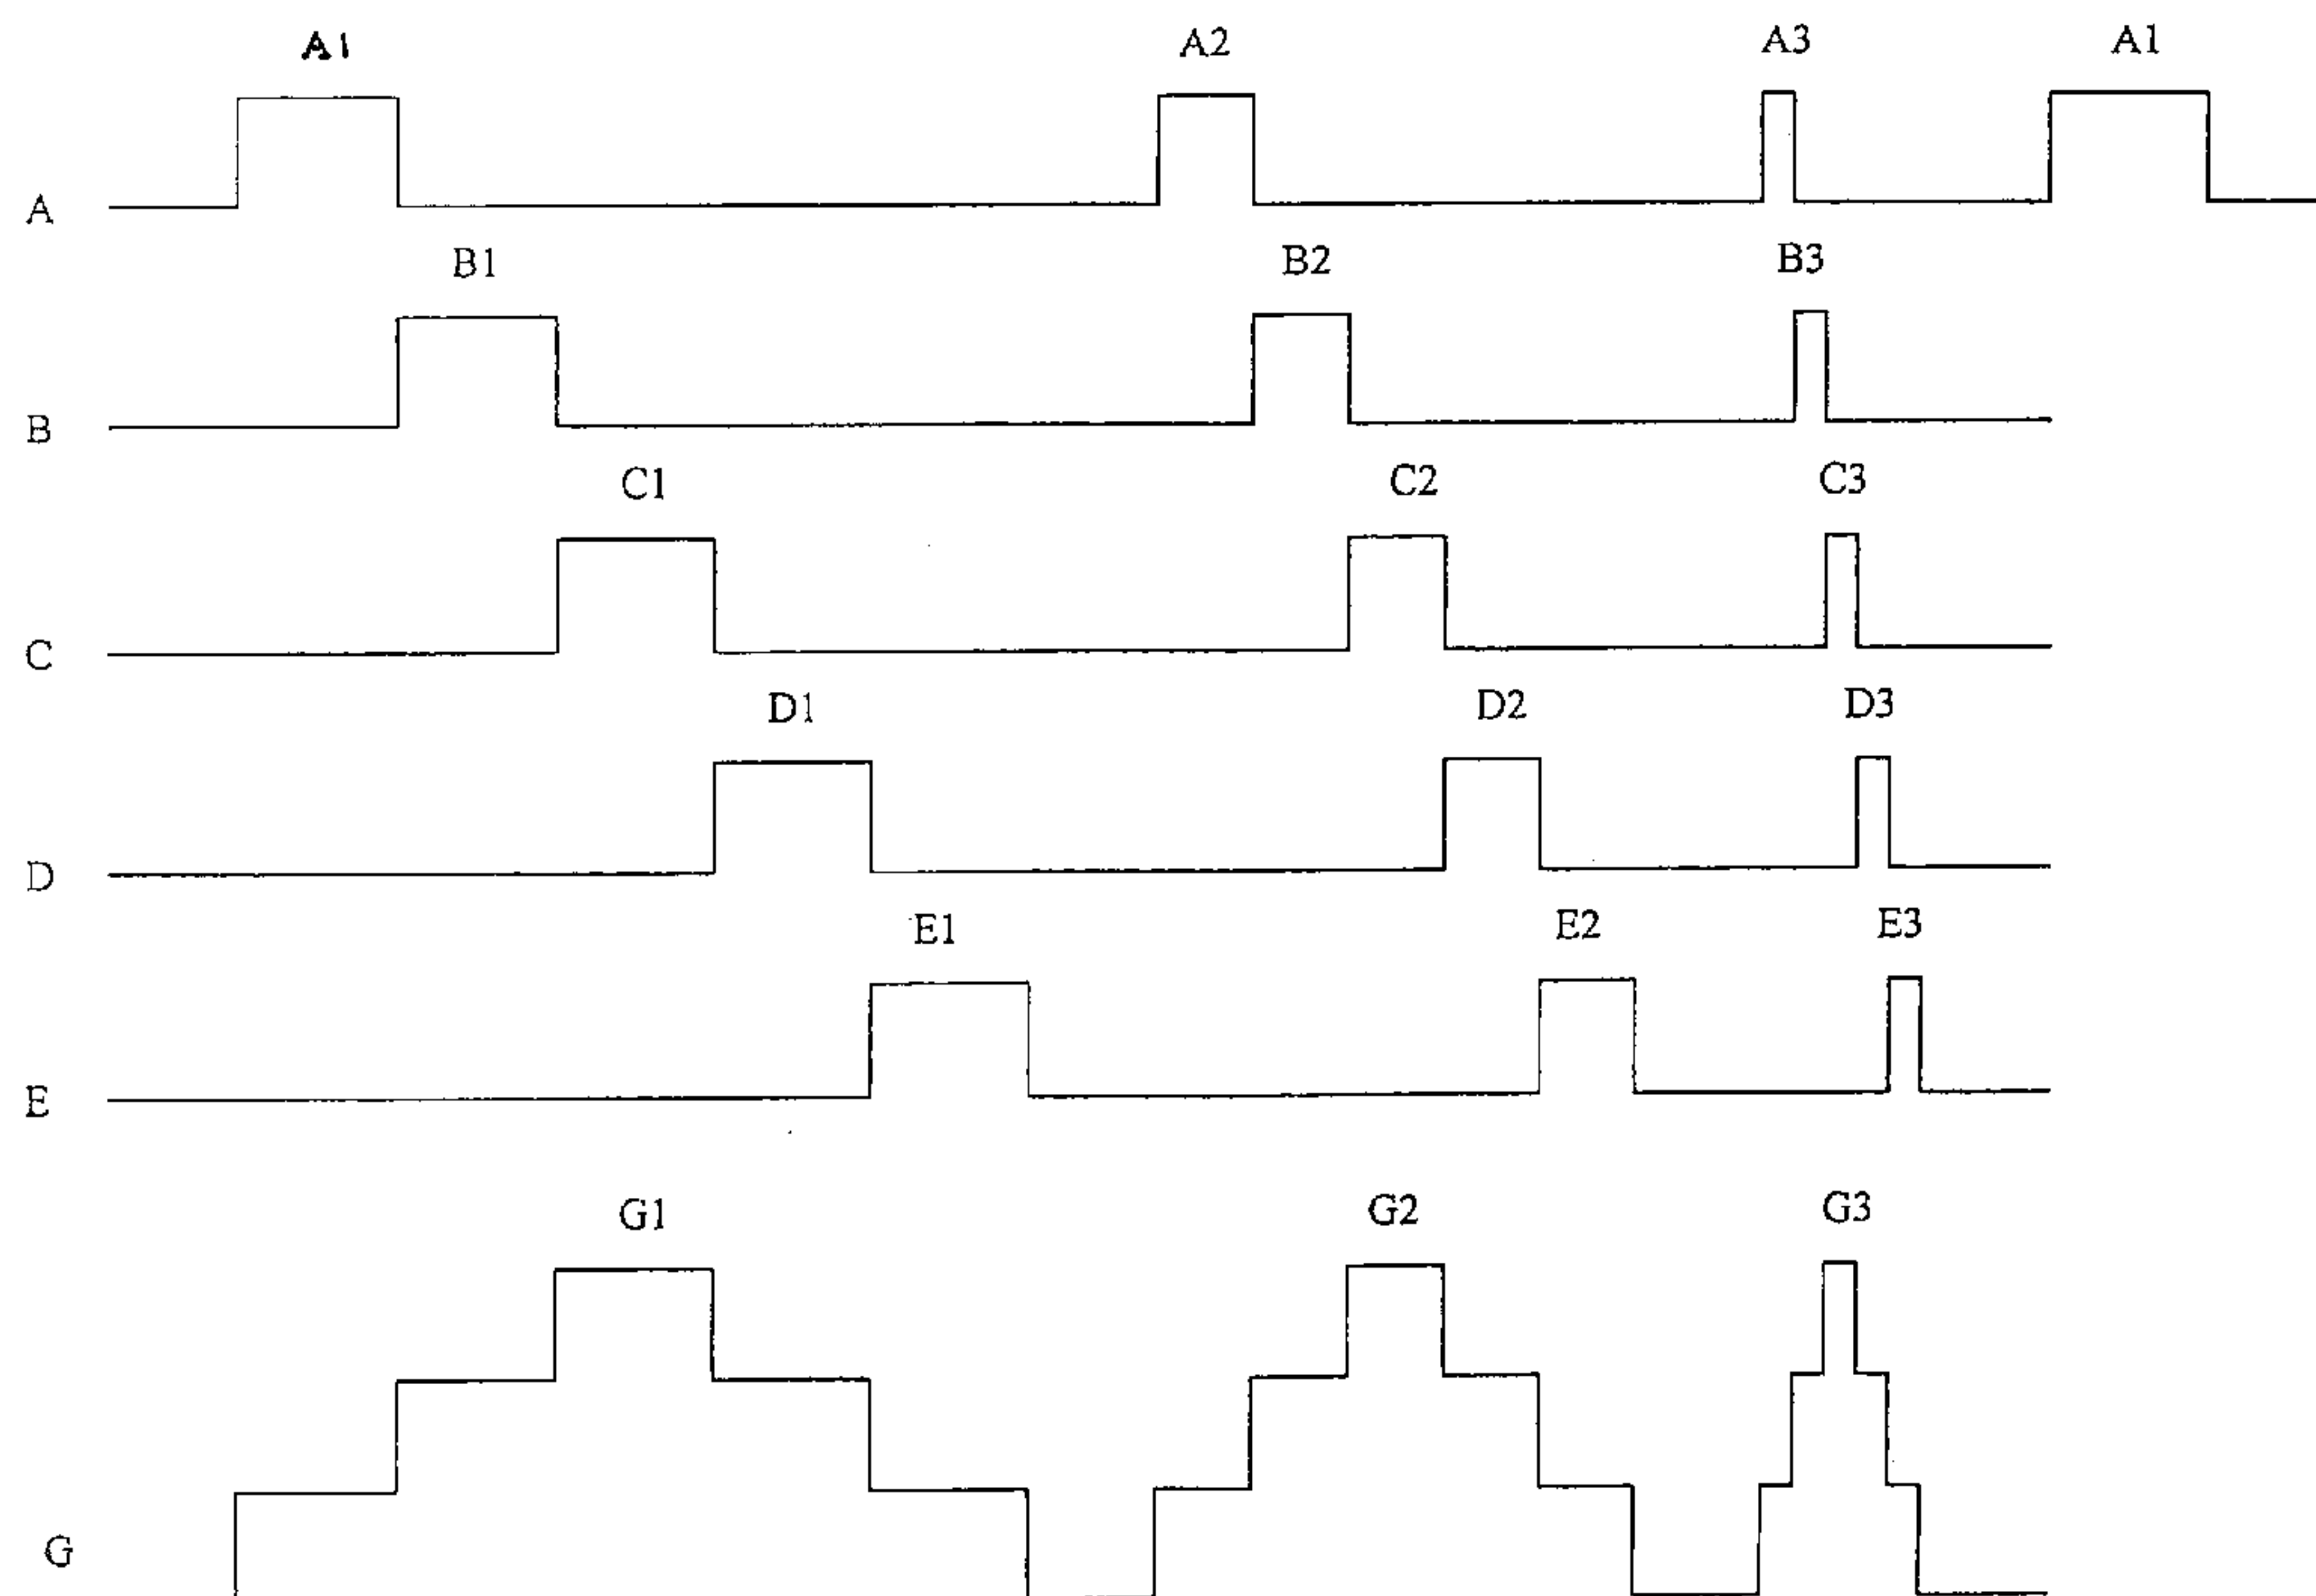 A1 A2 A3 A1
A
B1 B2 B3
B
C1 C2 C3
C
D1 D2 D3
D
E1 E2 E3
E
G1 G2 G3
G